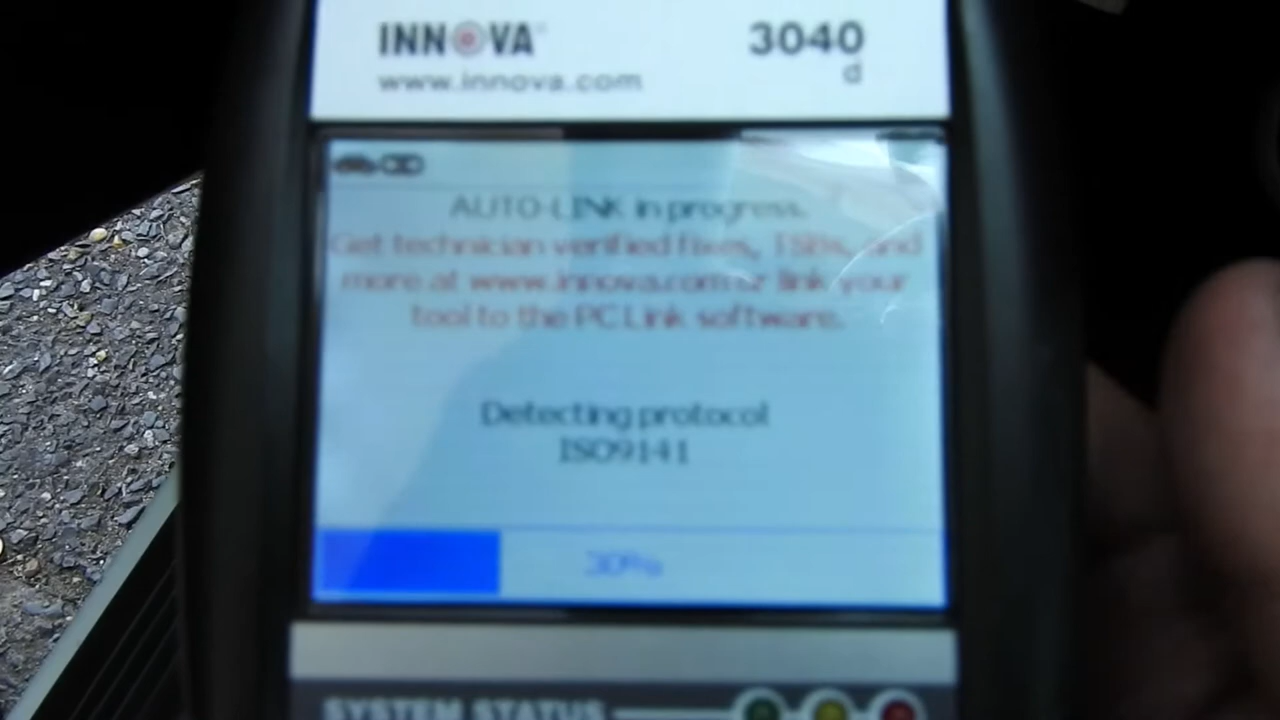 INNOVA
3040
www.innova.com
d
AUTO-LINK in progress.
Get technician verified fixes, TSBs, and
more at www.innova.com or link your
tool to the PC Link software.
Detecting protocol
ISO9141
30%
SYSTEM STATUS